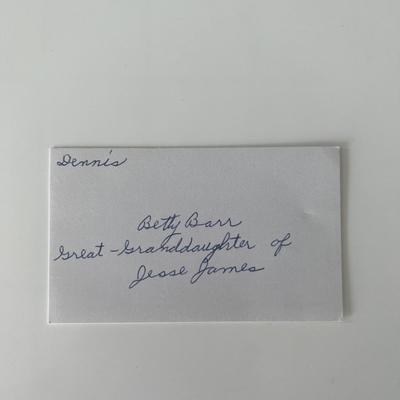 Dennis
Betty Barr
Great-Granddaughter of
Jesse James